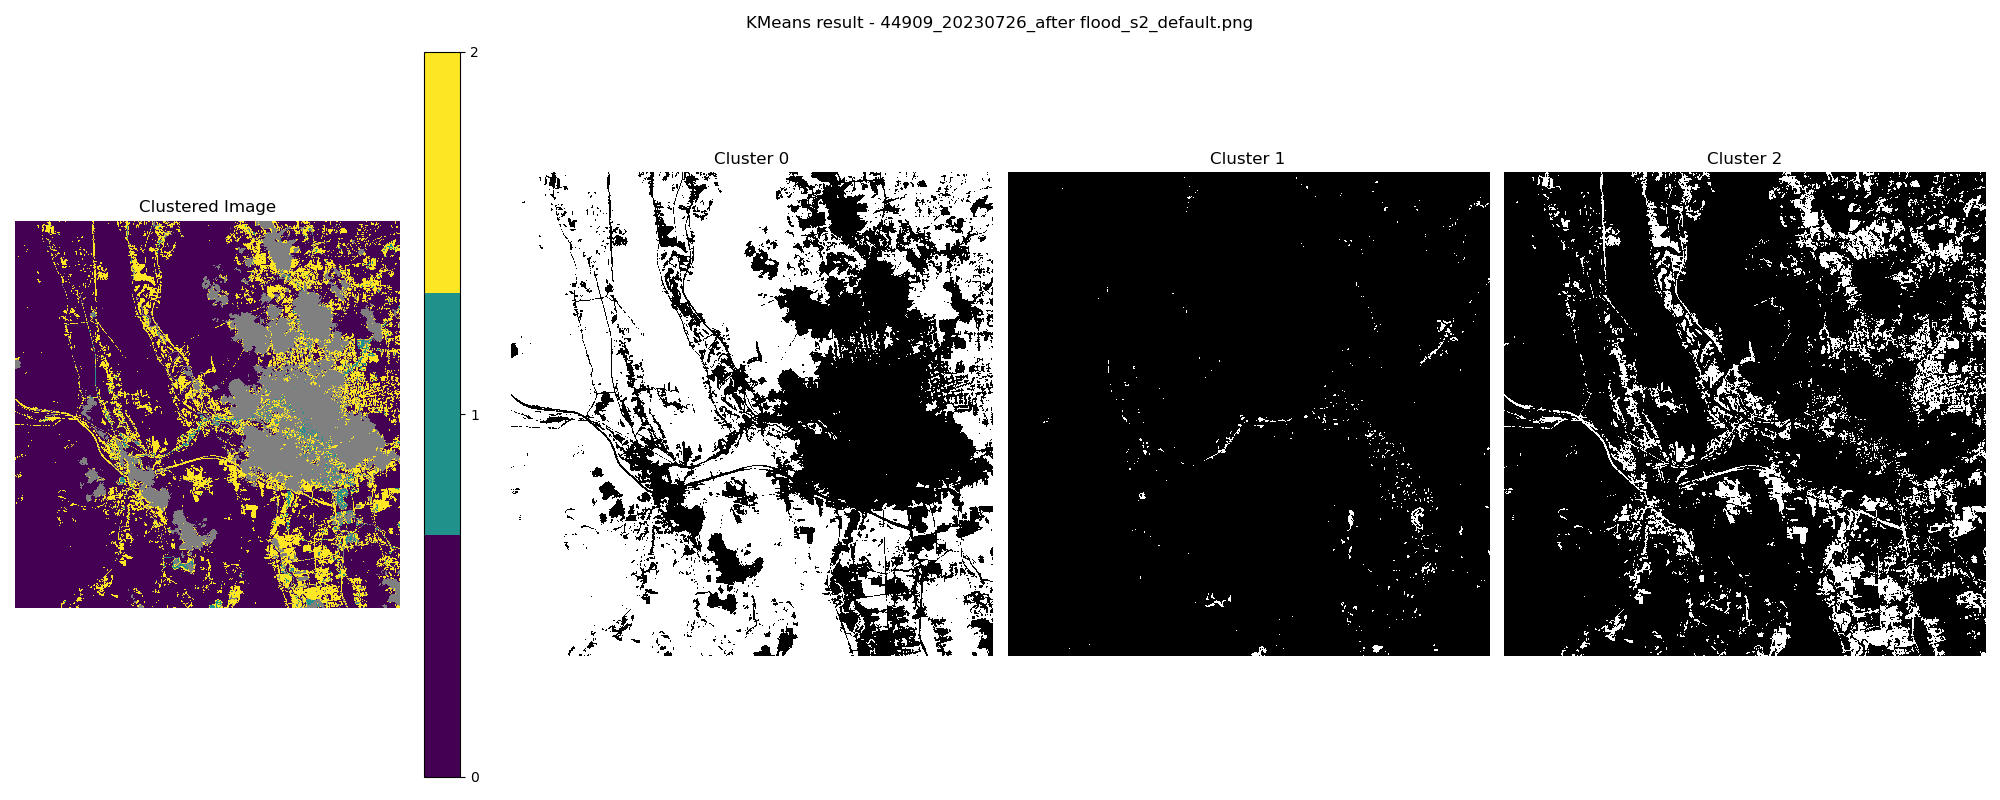 KMeans result - 44909_20230726_after flood_s2_default.png
Clustered Image
2
1
0
Cluster 0
Cluster 1
Cluster 2